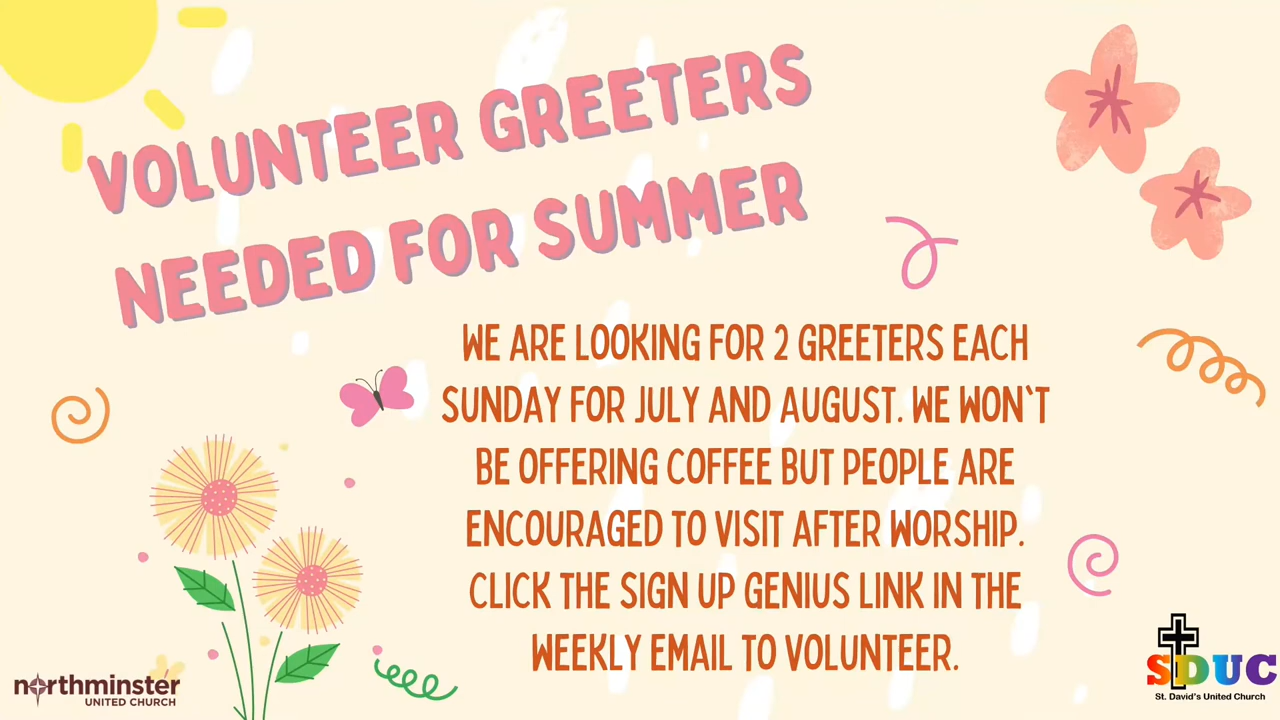 VOLUNTEER GREETERS
NEEDED FOR SUMMER
WE ARE LOOKING FOR 2 GREETERS EACH
SUNDAY FOR JULY AND AUGUST. WE WON'T
BE OFFERING COFFEE BUT PEOPLE ARE
ENCOURAGED TO VISIT AFTER WORSHIP.
CLICK THE SIGN UP GENIUS LINK IN THE
WEEKLY EMAIL TO VOLUNTEER.
northminster
UNITED CHURCH
SDUC
St. David's United Church